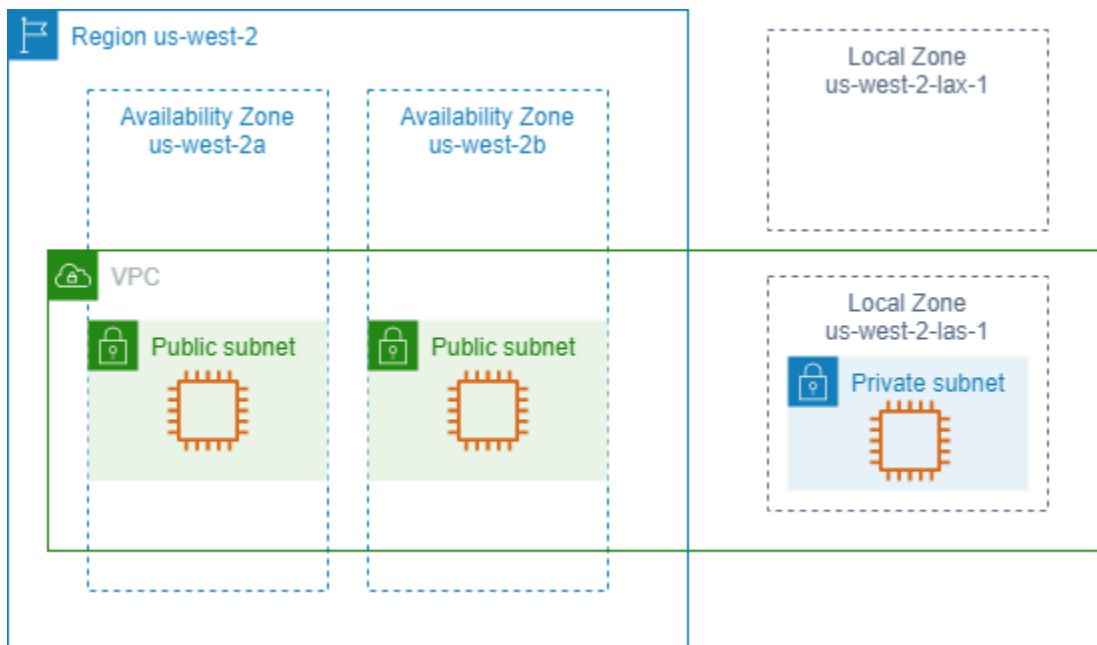 Region us-west-2
Availability Zone
us-west-2a
Availability Zone
us-west-2b
Local Zone
us-west-2-lax-1
VPC
Public subnet
Public subnet
Local Zone
us-west-2-las-1
Private subnet